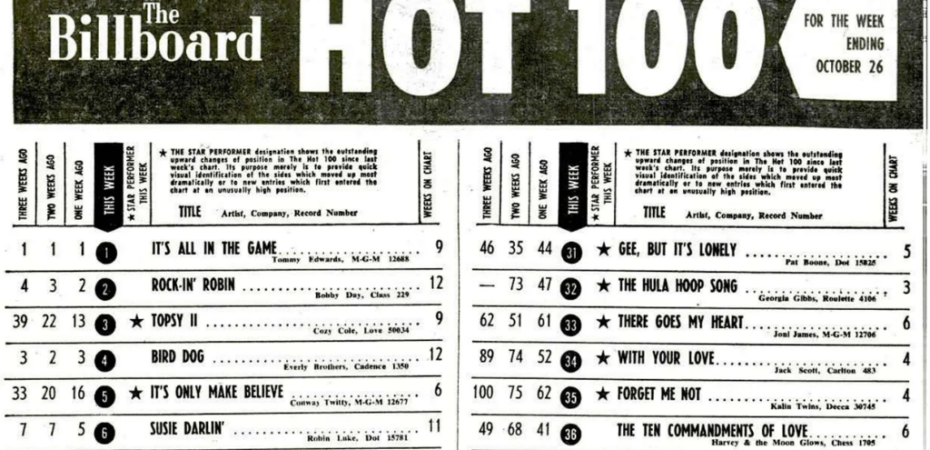 The
Billboard HOT 100
FOR THE WEEK
ENDING
OCTOBER 26
THREE WEEKS AGO
TWO WEEKS AGO
ONE WEEK AGO
THIS WEEK
★ STAR PERFORMER
THIS WEEK
★ THE STAR PERFORMER designation shows the outstanding
upward changes of position in The Hot 100 since last
week's chart. Its purpose merely is to provide quick
visual identification of the sides which moved up most
dramatically or to new entries which first entered the
chart at an unusually high position.
TITLE Artist, Company, Record Number
WEEKS ON CHART
1 1 1 1 IT'S ALL IN THE GAME 9
Tommy Edwards, M-G-M 12688
4 3 2 2 ROCK-IN' ROBIN 12
Bobby Day, Class 229
39 22 13 3 ★ TOPSY II 9
Cozy Cole, Love 50034
3 2 3 4 BIRD DOG 12
Everly Brothers, Cadence 1350
33 20 16 5 ★ IT'S ONLY MAKE BELIEVE 6
Conway Twitty, M-G-M 12677
7 7 5 6 SUSIE DARLIN' 11
Robin Luke, Dot 15781
THREE WEEKS AGO
TWO WEEKS AGO
ONE WEEK AGO
THIS WEEK
★ STAR PERFORMER
THIS WEEK
★ THE STAR PERFORMER designation shows the outstanding
upward changes of position in The Hot 100 since last
week's chart. Its purpose merely is to provide quick
visual identification of the sides which moved up most
dramatically or to new entries which first entered the
chart at an unusually high position.
TITLE Artist, Company, Record Number
WEEKS ON CHART
46 35 44 31 ★ GEE, BUT IT'S LONELY 5
Pat Boone, Dot 15825
— 73 47 32 ★ THE HULA HOOP SONG 3
Georgia Gibbs, Roulette 4106
62 51 61 33 ★ THERE GOES MY HEART 6
Joni James, M-G-M 12706
89 74 52 34 ★ WITH YOUR LOVE 4
Jack Scott, Carlton 483
100 75 62 35 ★ FORGET ME NOT 4
Kalin Twins, Decca 30745
49 68 41 36 THE TEN COMMANDMENTS OF LOVE 6
Harvey & the Moon Glows, Chess 1705